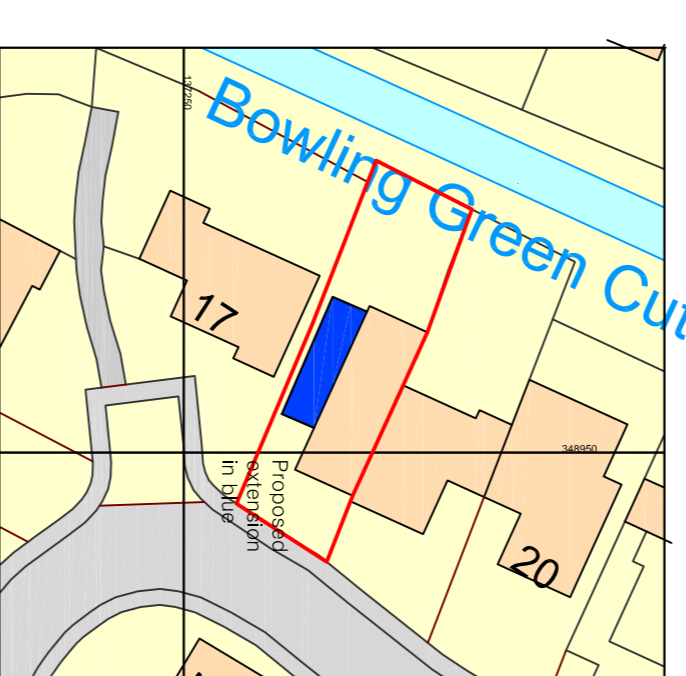 137250
Bowling Green Cut
17
348950
Proposed
extension
in blue
20